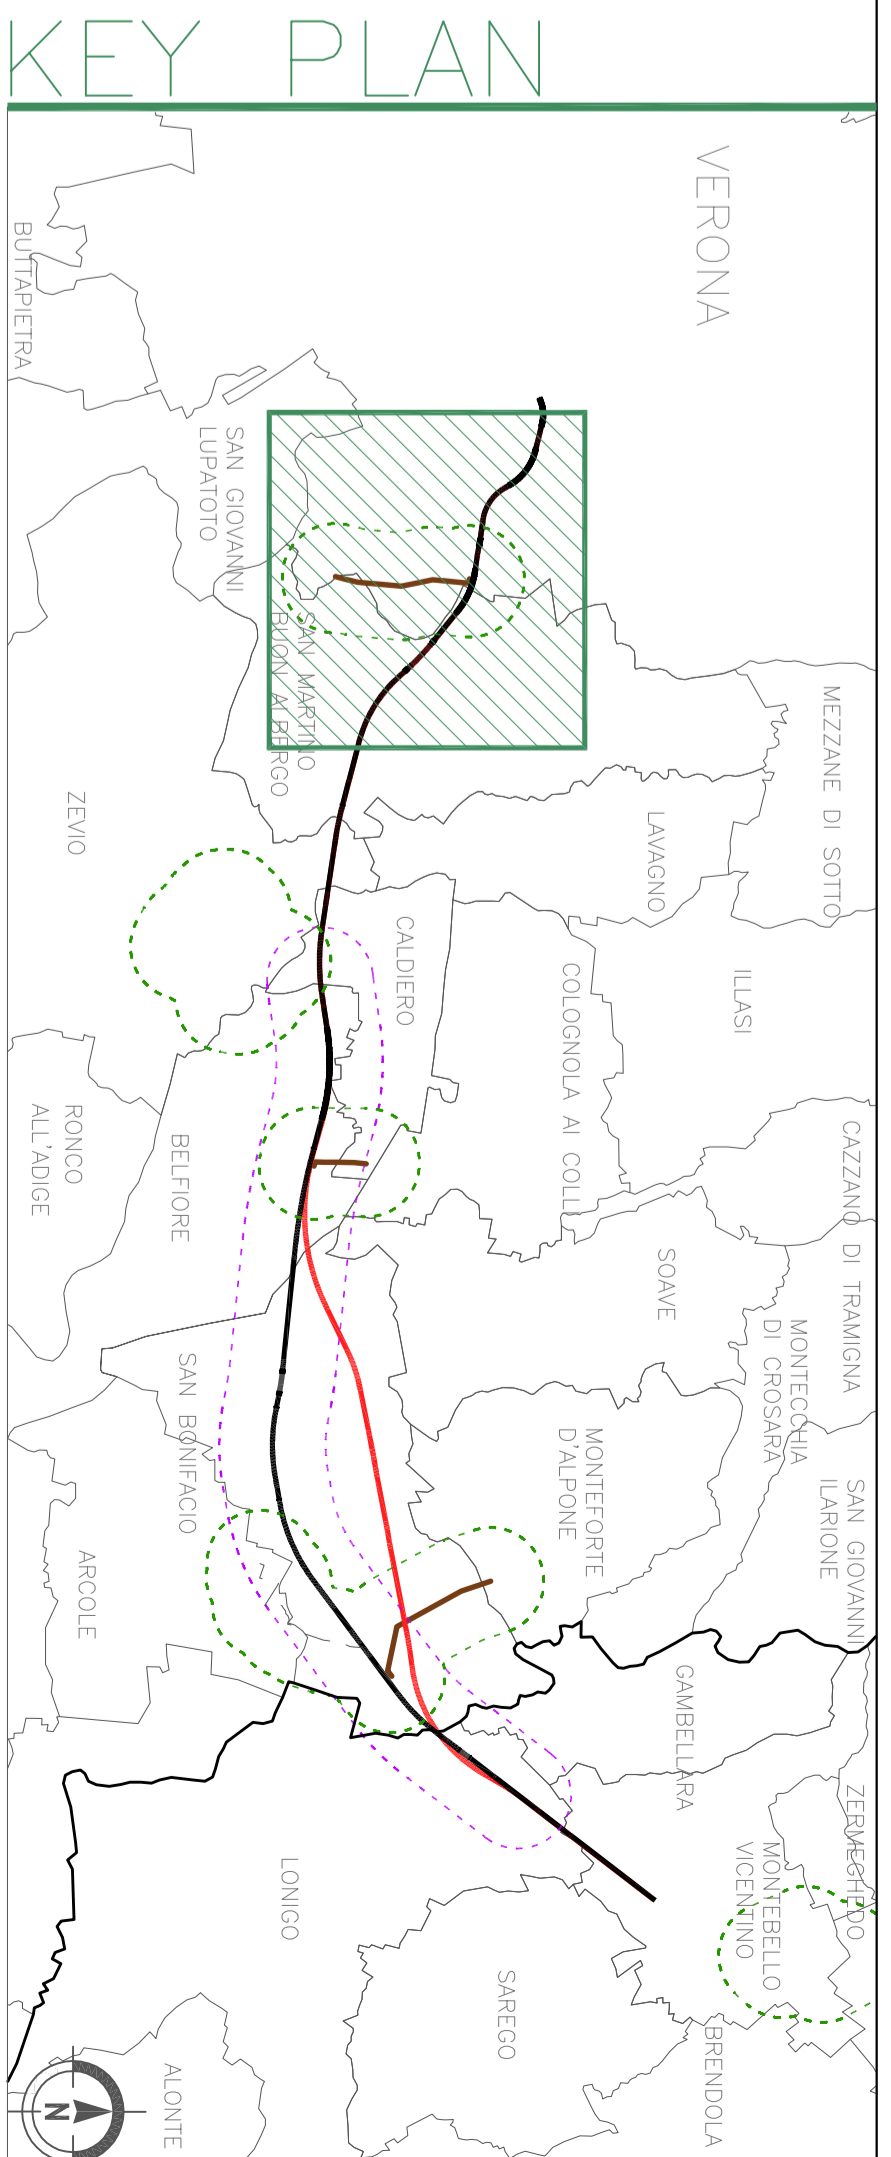 KEY PLAN
VERONA
BUTTAPIETRA
SAN GIOVANNI
LUPATOTO
SAN MARTINO
BUON ALBERGO
MEZZANE DI SOTTO
LAVAGNO
ZEVIO
CALDIERO
COLOGNOLA AI COLLI
ILLASI
RONCO
ALL'ADIGE
BELFIORE
CAZZANO DI TRAMIGNA
SOAVE
MONTECCHIA
DI CROSARA
SAN BONIFACIO
MONTEFORTE
D'ALPONE
SAN GIOVANNI
ILARIONE
ARCOLE
GAMBELLARA
ZERMEGHEDO
MONTEBELLO
VICENTINO
LONIGO
SAREGO
BRENDOLA
ALONTE
N